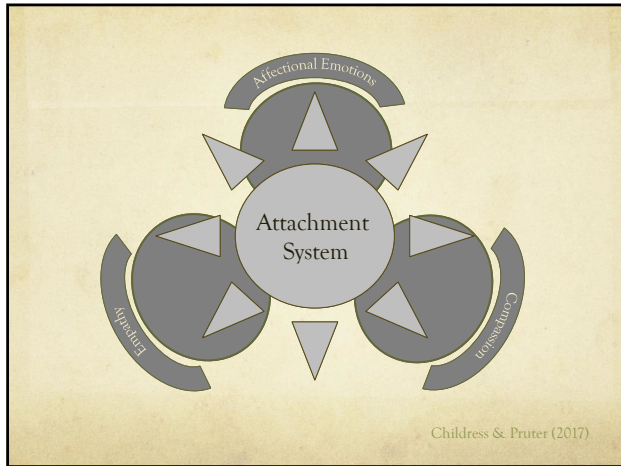 Affectional Emotions
Attachment
System
Empathy
Compassion
Childress & Pruter (2017)